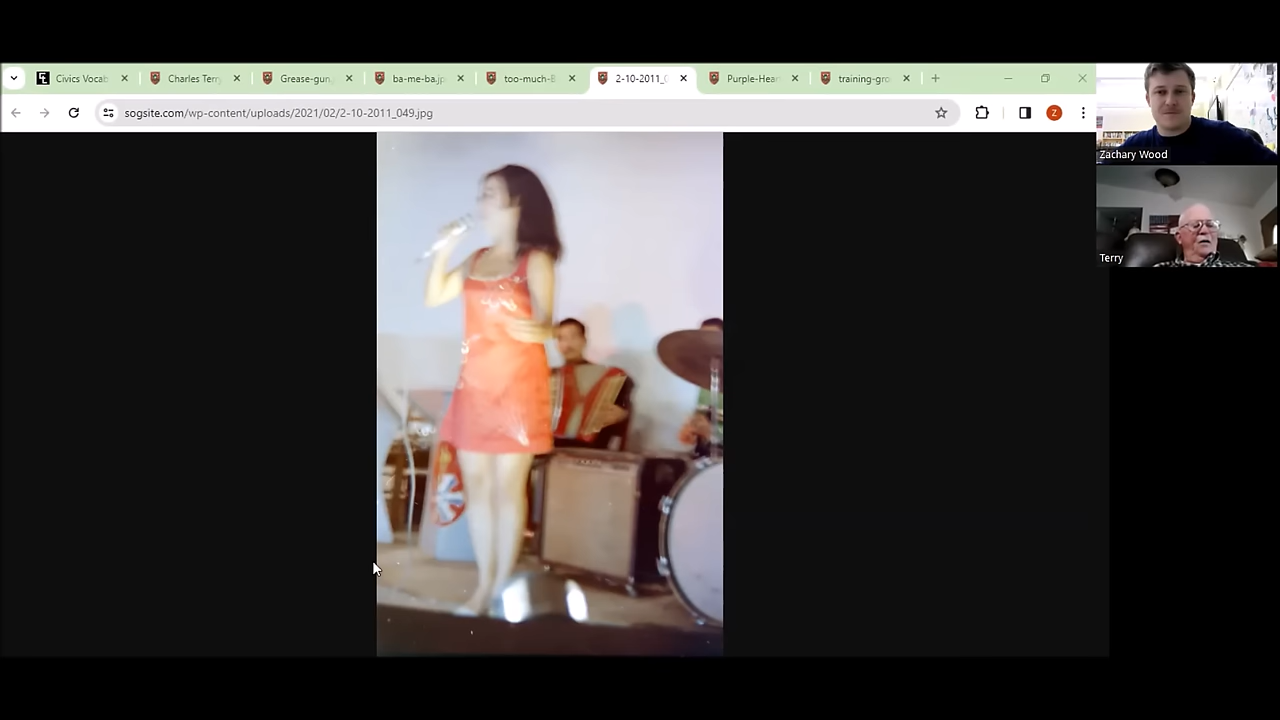 Civics Vocab
Charles Terr
Grease-gun.
ba-me-ba.jp
too-much-B
2-10-2011_0
Purple-Hear
training-gro
sogsite.com/wp-content/uploads/2021/02/2-10-2011_049.jpg
Z
Zachary Wood
Terry